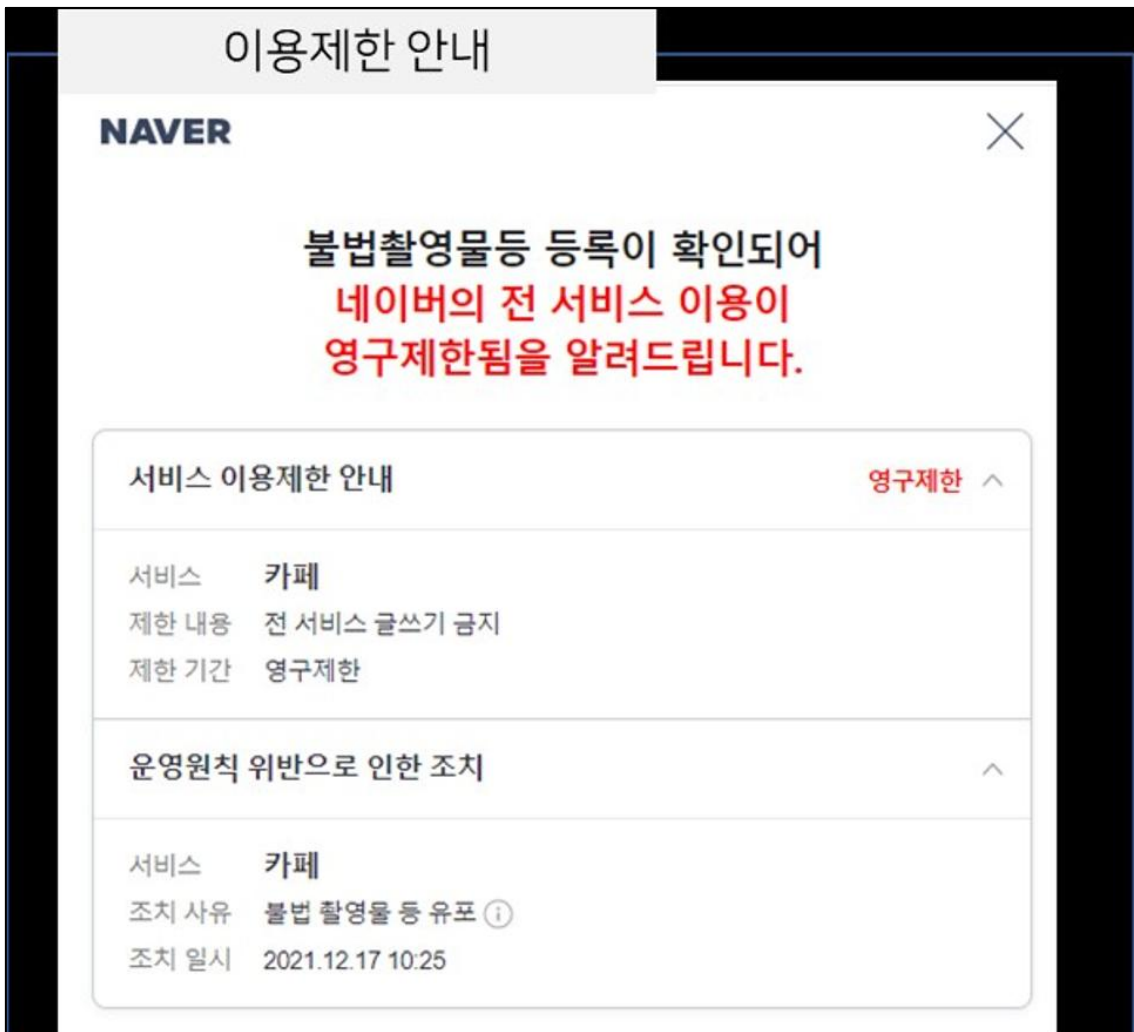 이용제한 안내
NAVER
불법촬영물등 등록이 확인되어
네이버의 전 서비스 이용이
영구제한됨을 알려드립니다.
서비스 이용제한 안내 영구제한
서비스 카페
제한 내용 전 서비스 글쓰기 금지
제한 기간 영구제한
운영원칙 위반으로 인한 조치
서비스 카페
조치 사유 불법 촬영물 등 유포
조치 일시 2021.12.17 10:25